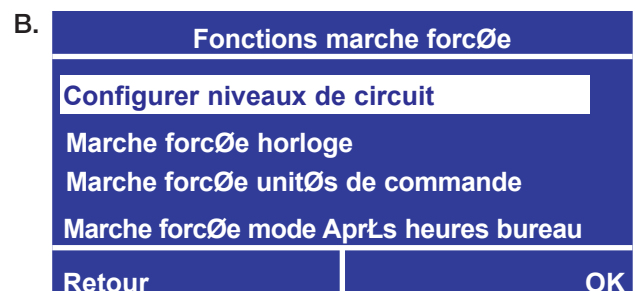 B.
Fonctions marche forcØe
Configurer niveaux de circuit
Marche forcØe horloge
Marche forcØe unitØs de commande
Marche forcØe mode AprŁs heures bureau
Retour OK